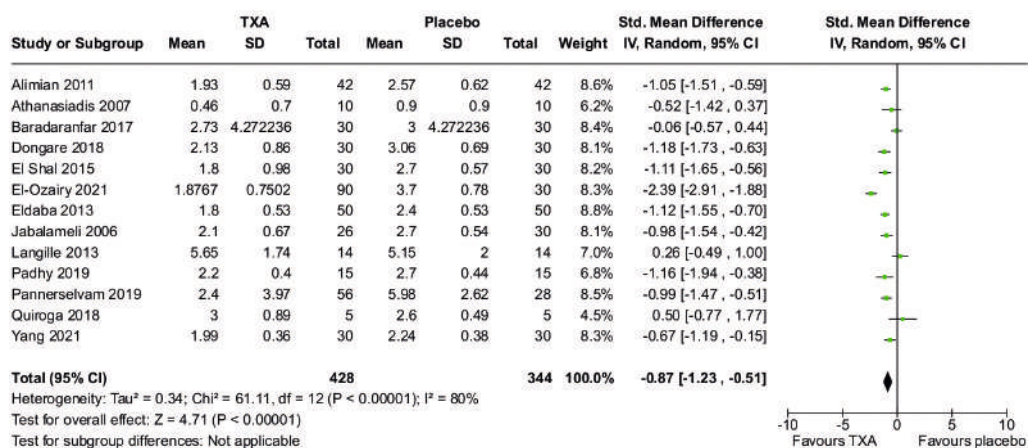 TXA Placebo Std. Mean Difference Std. Mean Difference
Study or Subgroup Mean SD Total Mean SD Total Weight IV, Random, 95% CI IV, Random, 95% CI
Alimian 2011 1.93 0.59 42 2.57 0.62 42 8.6% -1.05 [-1.51, -0.59]
Athanasiadis 2007 0.46 0.7 10 0.9 0.9 10 6.2% -0.52 [-1.42, 0.37]
Baradaranfar 2017 2.73 4.272236 30 3 4.272236 30 8.4% -0.06 [-0.57, 0.44]
Dongare 2018 2.13 0.86 30 3.06 0.69 30 8.2% -1.18 [-1.73, -0.63]
El Shal 2015 1.8 0.98 30 2.7 0.57 30 8.2% -1.11 [-1.65, -0.56]
El-Ozairy 2021 1.8767 0.7502 90 3.7 0.78 30 8.3% -2.39 [-2.91, -1.88]
Eldaba 2013 1.8 0.53 50 2.4 0.53 50 8.8% -1.12 [-1.55, -0.70]
Jabalameli 2006 2.1 0.67 26 2.7 0.54 30 8.2% -0.98 [-1.54, -0.42]
Langille 2013 5.65 1.74 14 5.15 2 14 7.1% 0.26 [-0.49, 1.00]
Padhy 2019 2.2 0.4 15 2.7 0.44 15 6.8% -1.16 [-1.94, -0.38]
Pannerselvam 2019 2.4 3.97 56 5.98 2.62 28 8.5% -0.99 [-1.47, -0.51]
Quiroga 2018 3 0.89 5 2.6 0.49 5 4.5% 0.50 [-0.77, 1.77]
Yang 2021 1.99 0.36 30 2.24 0.38 30 8.3% -0.67 [-1.19, -0.15]
Total (95% CI) 428 344 100.0% -0.87 [-1.23, -0.51]
Heterogeneity: Tau² = 0.34; Chi² = 61.11, df = 12 (P < 0.00001); I² = 80%
Test for overall effect: Z = 4.71 (P < 0.00001)
Test for subgroup differences: Not applicable
-10 -5 0 5 10
Favours TXA Favours placebo